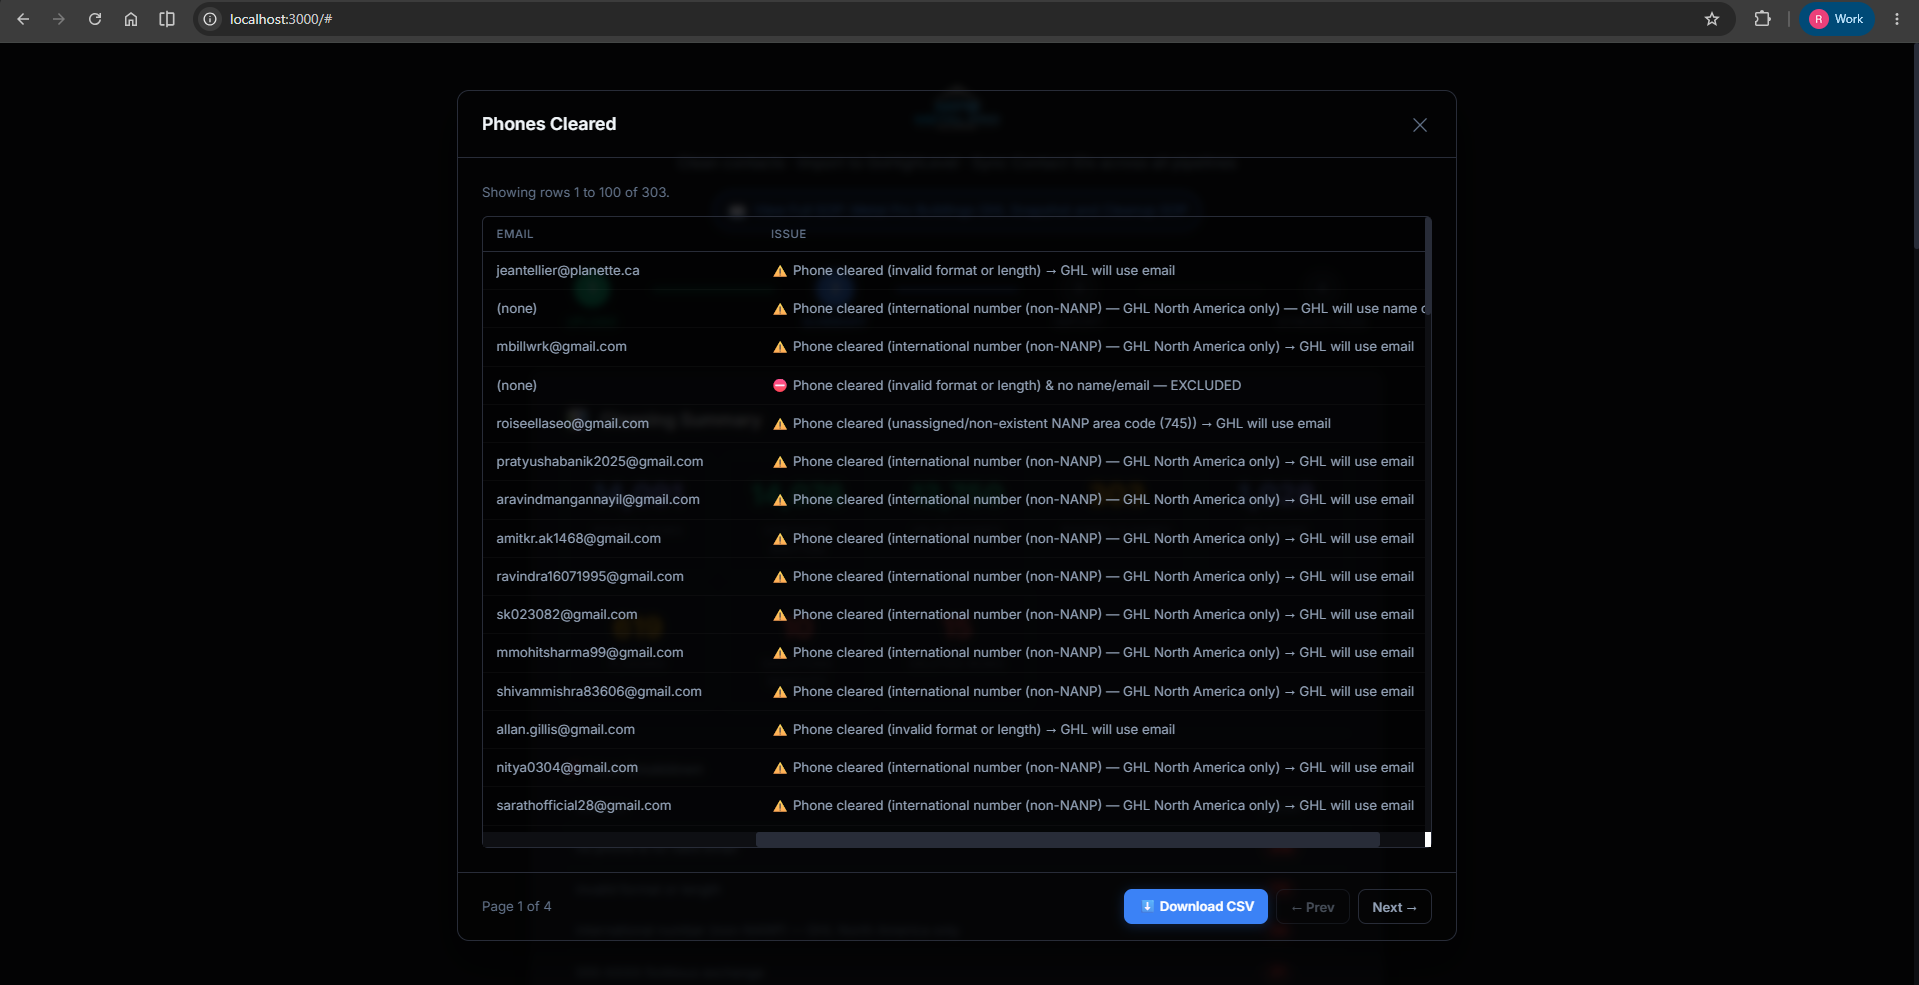 localhost:3000/#
R Work
Phones Cleared
Showing rows 1 to 100 of 303.
EMAIL ISSUE
jeantellier@planette.ca ⚠ Phone cleared (invalid format or length) → GHL will use email
(none) ⚠ Phone cleared (international number (non-NANP) — GHL North America only) — GHL will use name
mbillwrk@gmail.com ⚠ Phone cleared (international number (non-NANP) — GHL North America only) → GHL will use email
(none) ⛔ Phone cleared (invalid format or length) & no name/email — EXCLUDED
roiseellaseo@gmail.com ⚠ Phone cleared (unassigned/non-existent NANP area code (745)) → GHL will use email
pratyushabanik2025@gmail.com ⚠ Phone cleared (international number (non-NANP) — GHL North America only) → GHL will use email
aravindmangannayil@gmail.com ⚠ Phone cleared (international number (non-NANP) — GHL North America only) → GHL will use email
amitkr.ak1468@gmail.com ⚠ Phone cleared (international number (non-NANP) — GHL North America only) → GHL will use email
ravindra16071995@gmail.com ⚠ Phone cleared (international number (non-NANP) — GHL North America only) → GHL will use email
sk023082@gmail.com ⚠ Phone cleared (international number (non-NANP) — GHL North America only) → GHL will use email
mmohitsharma99@gmail.com ⚠ Phone cleared (international number (non-NANP) — GHL North America only) → GHL will use email
shivammishra83606@gmail.com ⚠ Phone cleared (international number (non-NANP) — GHL North America only) → GHL will use email
allan.gillis@gmail.com ⚠ Phone cleared (invalid format or length) → GHL will use email
nitya0304@gmail.com ⚠ Phone cleared (international number (non-NANP) — GHL North America only) → GHL will use email
sarathofficial28@gmail.com ⚠ Phone cleared (international number (non-NANP) — GHL North America only) → GHL will use email
Page 1 of 4 ⬇ Download CSV ← Prev Next →